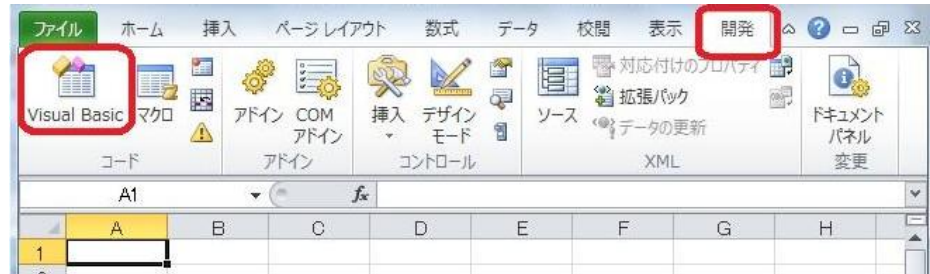 ファイル ホーム 挿入 ページ レイアウト 数式 データ 校閲 表示 開発
Visual Basic マクロ アドイン COM アドイン 挿入 デザイン モード ソース 対応付けのプロパティ 拡張パック データの更新 ドキュメント パネル
コード アドイン コントロール XML 変更
A1 fx
A B C D E F G H
1